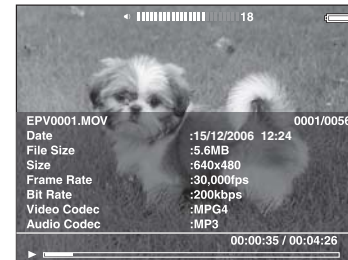 18
EPV0001.MOV 0001/0056
Date :15/12/2006 12:24
File Size :5.6MB
Size :640x480
Frame Rate :30,000fps
Bit Rate :200kbps
Video Codec :MPG4
Audio Codec :MP3
00:00:35 / 00:04:26